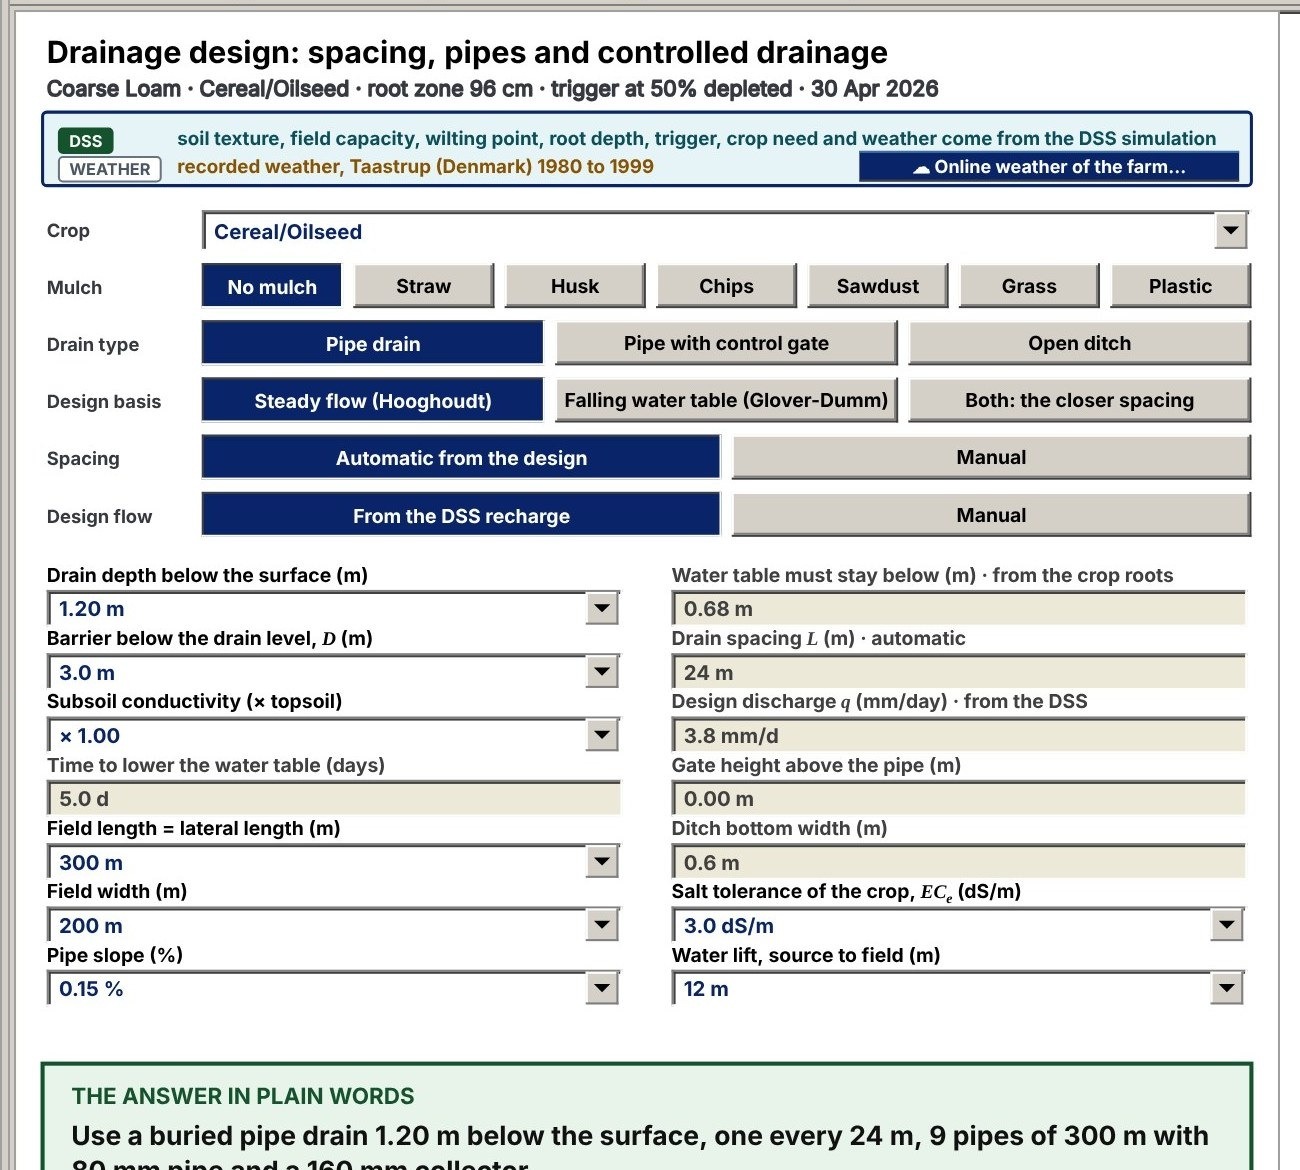 Drainage design: spacing, pipes and controlled drainage
Coarse Loam · Cereal/Oilseed · root zone 96 cm · trigger at 50% depleted · 30 Apr 2026
DSS soil texture, field capacity, wilting point, root depth, trigger, crop need and weather come from the DSS simulation
WEATHER recorded weather, Taastrup (Denmark) 1980 to 1999 ☁ Online weather of the farm...
Crop Cereal/Oilseed
Mulch No mulch Straw Husk Chips Sawdust Grass Plastic
Drain type Pipe drain Pipe with control gate Open ditch
Design basis Steady flow (Hooghoudt) Falling water table (Glover-Dumm) Both: the closer spacing
Spacing Automatic from the design Manual
Design flow From the DSS recharge Manual
Drain depth below the surface (m) Water table must stay below (m) · from the crop roots
1.20 m 0.68 m
Barrier below the drain level, D (m) Drain spacing L (m) · automatic
3.0 m 24 m
Subsoil conductivity (× topsoil) Design discharge q (mm/day) · from the DSS
× 1.00 3.8 mm/d
Time to lower the water table (days) Gate height above the pipe (m)
5.0 d 0.00 m
Field length = lateral length (m) Ditch bottom width (m)
300 m 0.6 m
Field width (m) Salt tolerance of the crop, ECe (dS/m)
200 m 3.0 dS/m
Pipe slope (%) Water lift, source to field (m)
0.15 % 12 m
THE ANSWER IN PLAIN WORDS
Use a buried pipe drain 1.20 m below the surface, one every 24 m, 9 pipes of 300 m with
80 mm pipe and a 160 mm collector